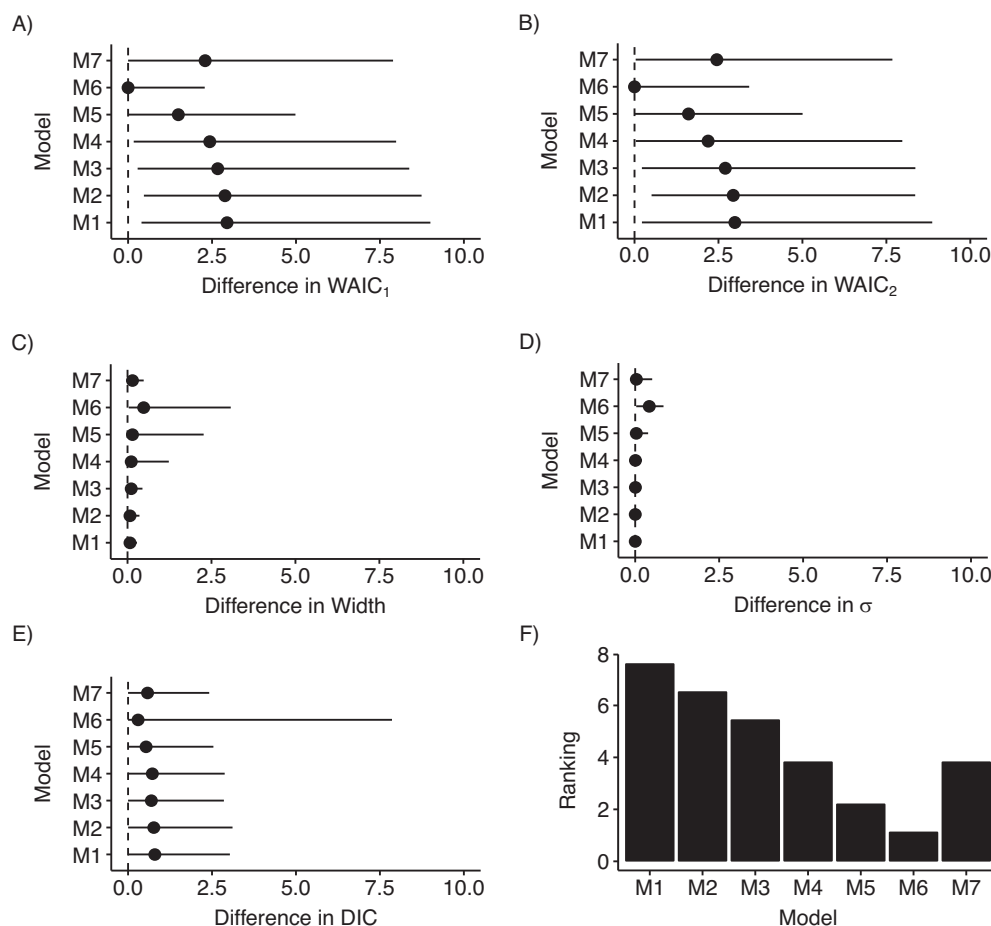 A)
M7
M6
M5
M4
M3
M2
M1
Model
0.0 2.5 5.0 7.5 10.0
Difference in WAIC₁
B)
M7
M6
M5
M4
M3
M2
M1
Model
0.0 2.5 5.0 7.5 10.0
Difference in WAIC₂
C)
M7
M6
M5
M4
M3
M2
M1
Model
0.0 2.5 5.0 7.5 10.0
Difference in Width
D)
M7
M6
M5
M4
M3
M2
M1
Model
0.0 2.5 5.0 7.5 10.0
Difference in σ
E)
M7
M6
M5
M4
M3
M2
M1
Model
0.0 2.5 5.0 7.5 10.0
Difference in DIC
F)
8
6
4
2
0
Ranking
M1 M2 M3 M4 M5 M6 M7
Model